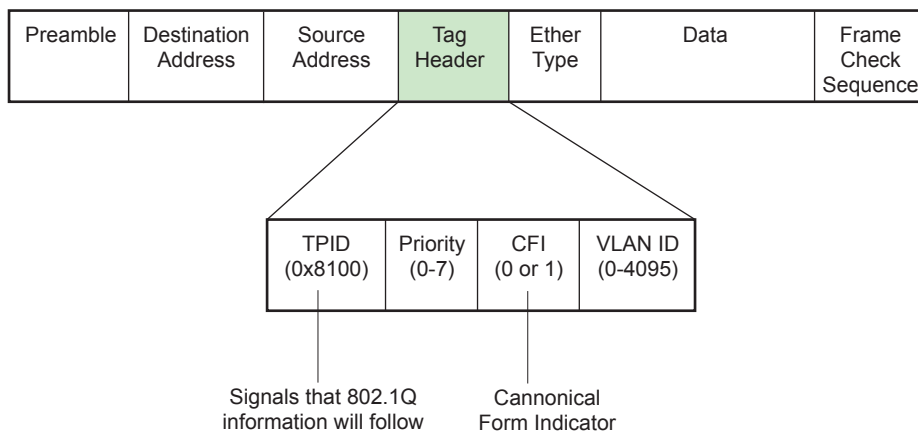 Preamble
Destination
Address
Source
Address
Tag
Header
Ether
Type
Data
Frame
Check
Sequence
TPID
(0x8100)
Priority
(0-7)
CFI
(0 or 1)
VLAN ID
(0-4095)
Signals that 802.1Q
information will follow
Cannonical
Form Indicator